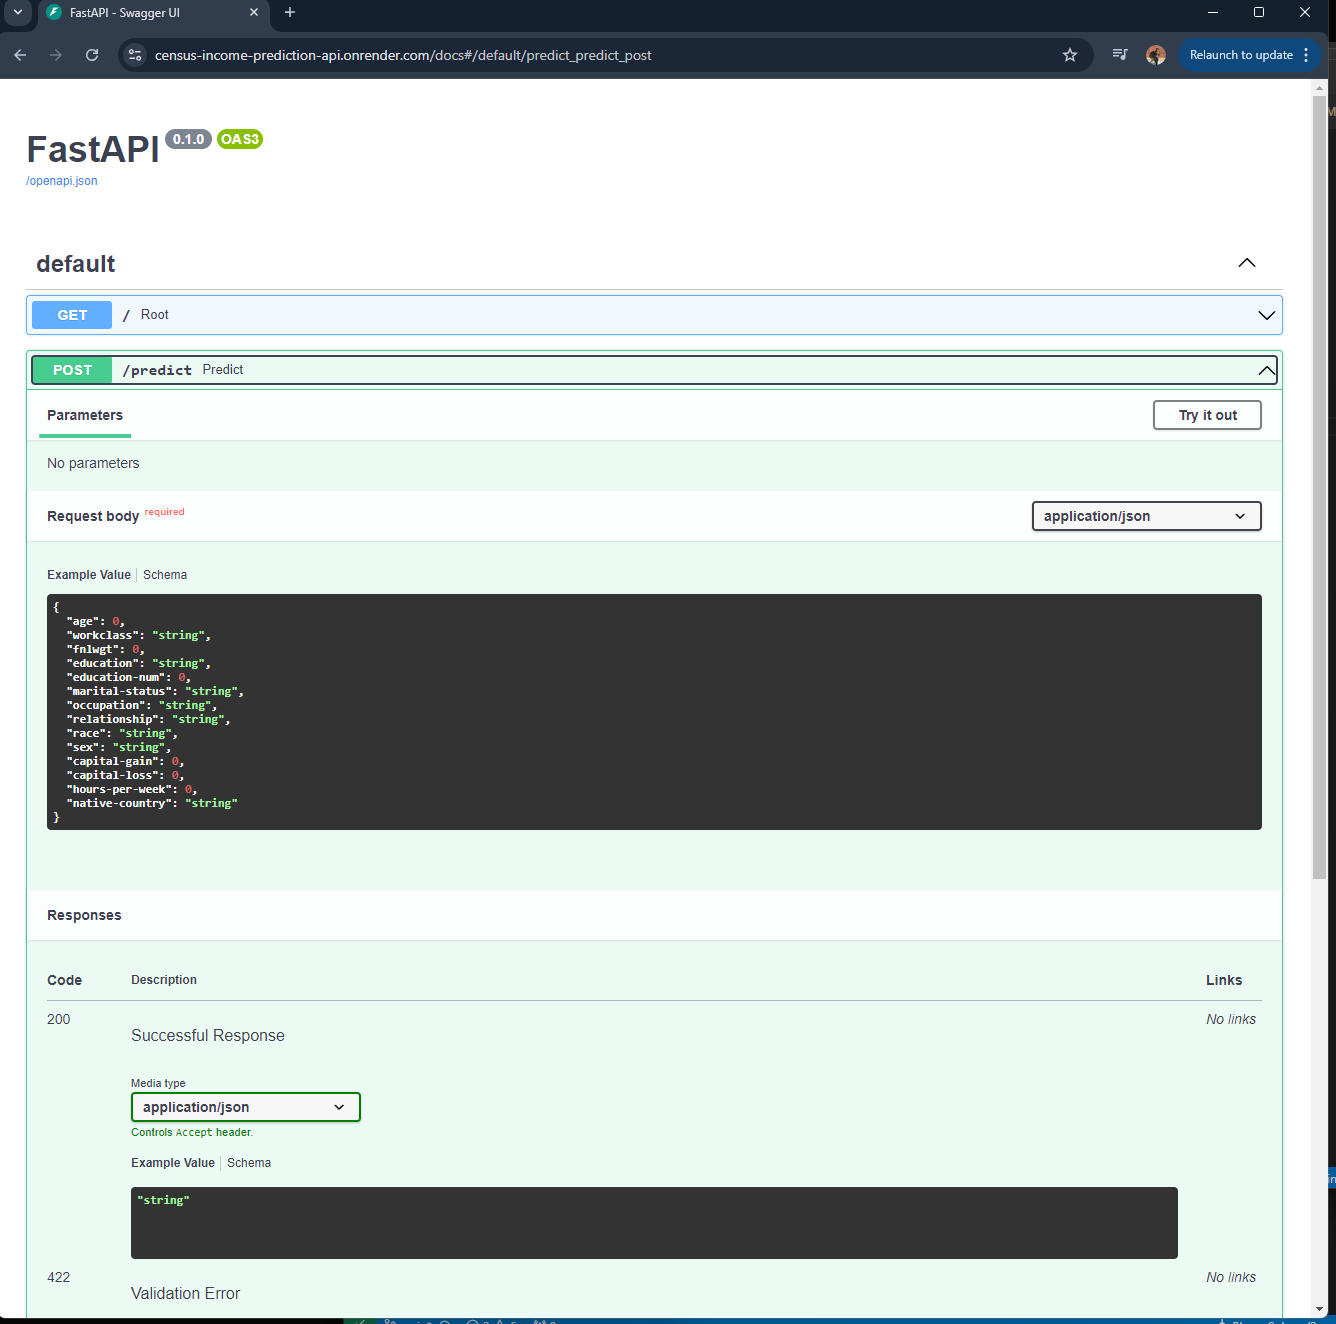 FastAPI - Swagger UI
census-income-prediction-api.onrender.com/docs#/default/predict_predict_post
Relaunch to update
FastAPI 0.1.0 OAS3
/openapi.json
default
GET / Root
POST /predict Predict
Parameters
Try it out
No parameters
Request body required
application/json
Example Value Schema
{
"age": 0,
"workclass": "string",
"fnlwgt": 0,
"education": "string",
"education-num": 0,
"marital-status": "string",
"occupation": "string",
"relationship": "string",
"race": "string",
"sex": "string",
"capital-gain": 0,
"capital-loss": 0,
"hours-per-week": 0,
"native-country": "string"
}
Responses
Code Description Links
200 No links
Successful Response
Media type
application/json
Controls Accept header.
Example Value Schema
"string"
422 No links
Validation Error